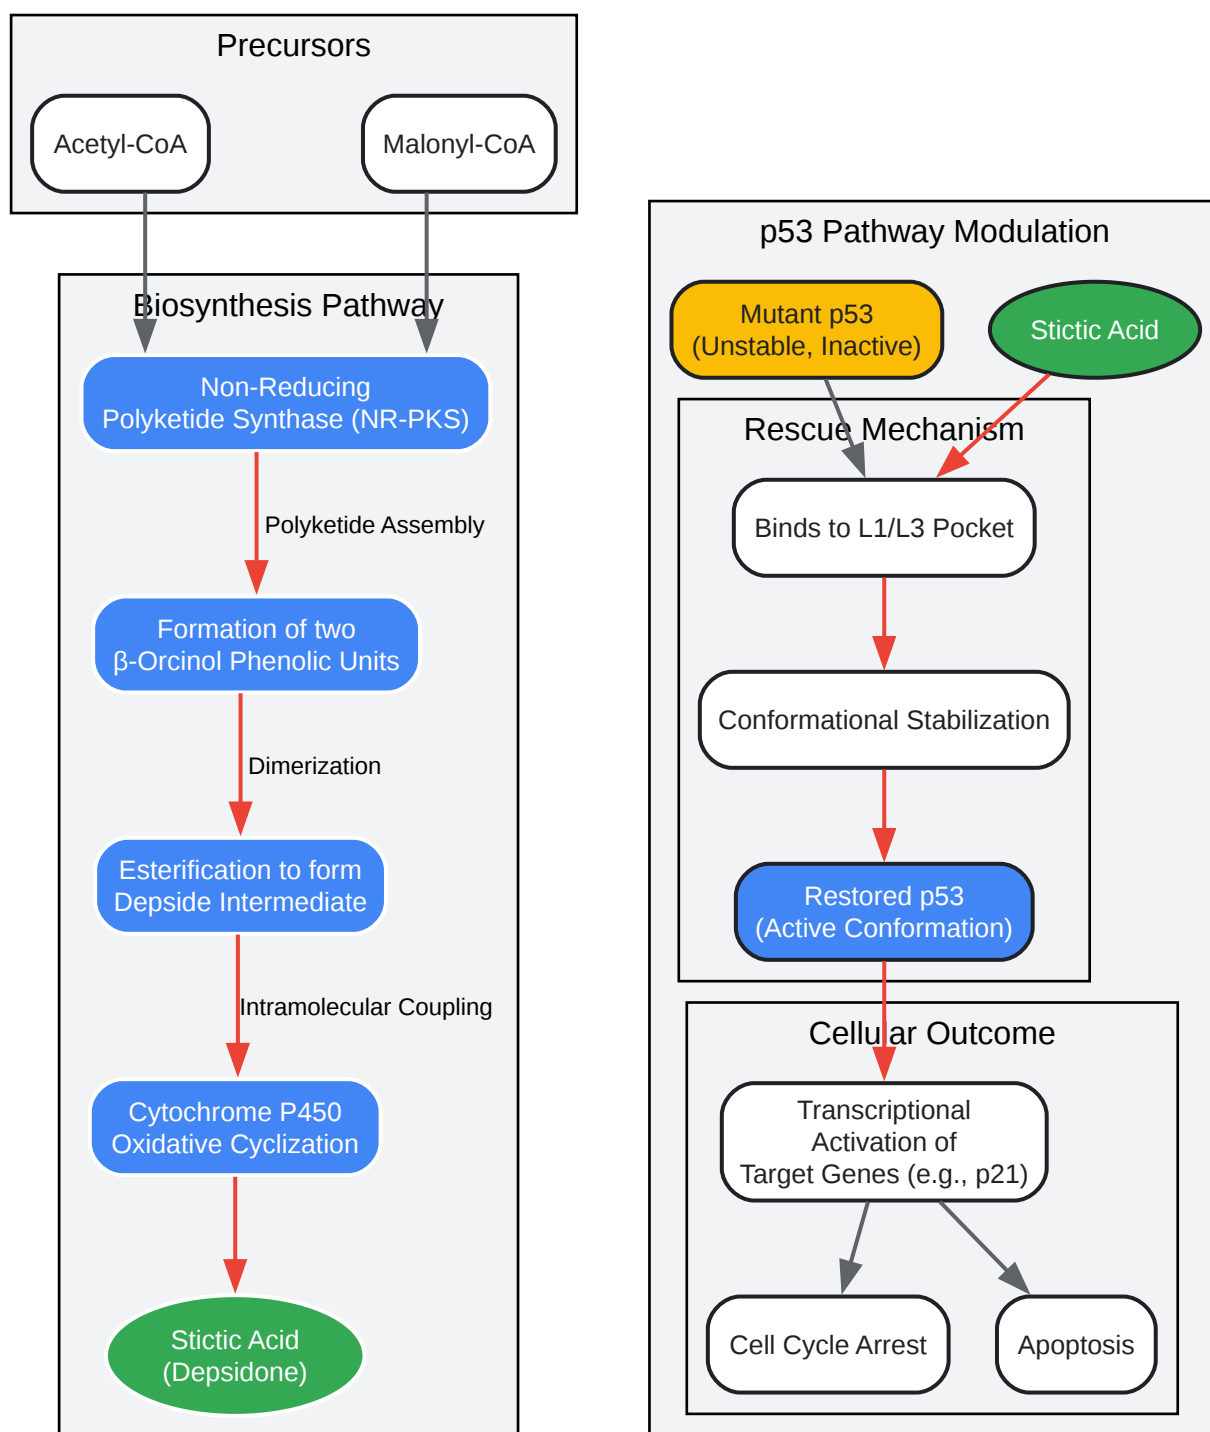 Precursors
Acetyl-CoA
Malonyl-CoA
Biosynthesis Pathway
Non-Reducing
Polyketide Synthase (NR-PKS)
Polyketide Assembly
Formation of two
β-Orcinol Phenolic Units
Dimerization
Esterification to form
Depside Intermediate
Intramolecular Coupling
Cytochrome P450
Oxidative Cyclization
Stictic Acid
(Depsidone)
p53 Pathway Modulation
Mutant p53
(Unstable, Inactive)
Stictic Acid
Rescue Mechanism
Binds to L1/L3 Pocket
Conformational Stabilization
Restored p53
(Active Conformation)
Cellular Outcome
Transcriptional
Activation of
Target Genes (e.g., p21)
Cell Cycle Arrest
Apoptosis